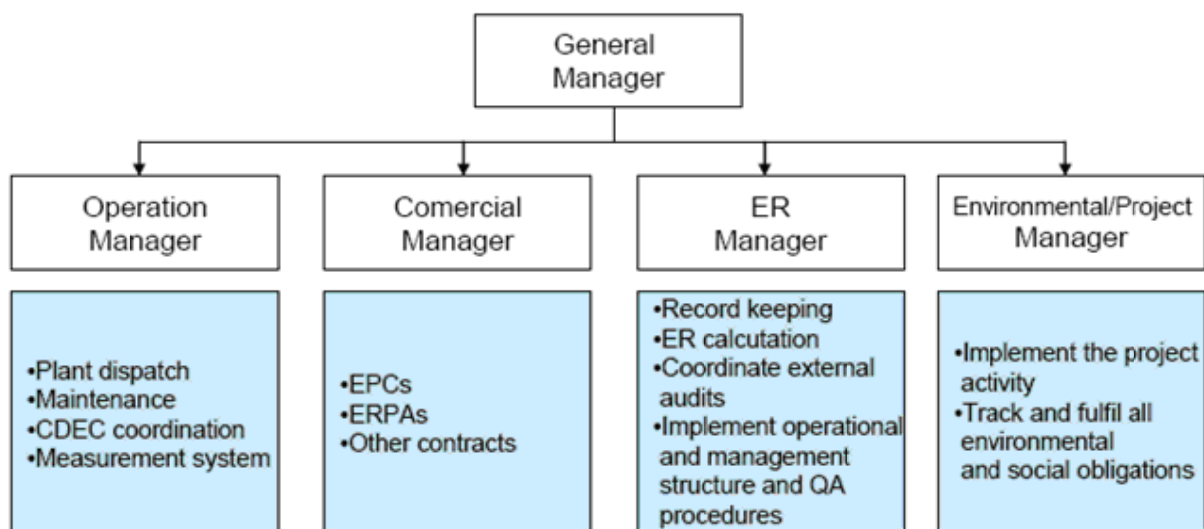 General
Manager
Operation
Manager
Comercial
Manager
ER
Manager
Environmental/Project
Manager
•Plant dispatch
•Maintenance
•CDEC coordination
•Measurement system
•EPCs
•ERPAs
•Other contracts
•Record keeping
•ER calcutation
•Coordinate external
audits
•Implement operational
and management
structure and QA
procedures
•Implement the project
activity
•Track and fulfil all
environmental
and social obligations